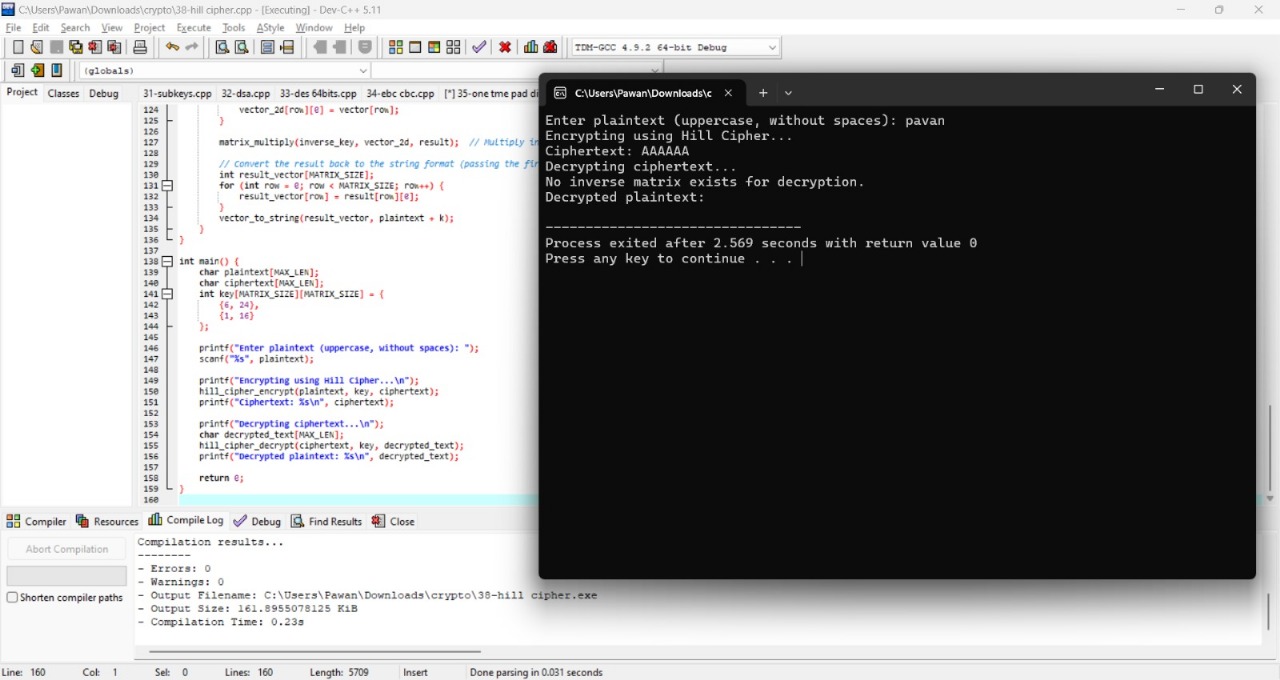 C:\Users\Pawan\Downloads\crypto\38-hill cipher.cpp - [Executing] - Dev-C++ 5.11
File Edit Search View Project Execute Tools AStyle Window Help
TDM-GCC 4.9.2 64-bit Debug
(globals)
Project Classes Debug
31-subkeys.cpp 32-dsa.cpp 33-des 64bits.cpp 34-ebc cbc.cpp [*] 35-one tme pad di
124 vector_2d[row][0] = vector[row];
125 }
126
127 matrix_multiply(inverse_key, vector_2d, result); // Multiply in
128
129 // Convert the result back to the string format (passing the fir
130 int result_vector[MATRIX_SIZE];
131 for (int row = 0; row < MATRIX_SIZE; row++) {
132 result_vector[row] = result[row][0];
133 }
134 vector_to_string(result_vector, plaintext + k);
135 }
136 }
137
138 int main() {
139 char plaintext[MAX_LEN];
140 char ciphertext[MAX_LEN];
141 int key[MATRIX_SIZE][MATRIX_SIZE] = {
142 {6, 24},
143 {1, 16}
144 };
145
146 printf("Enter plaintext (uppercase, without spaces): ");
147 scanf("%s", plaintext);
148
149 printf("Encrypting using Hill Cipher...\n");
150 hill_cipher_encrypt(plaintext, key, ciphertext);
151 printf("Ciphertext: %s\n", ciphertext);
152
153 printf("Decrypting ciphertext...\n");
154 char decrypted_text[MAX_LEN];
155 hill_cipher_decrypt(ciphertext, key, decrypted_text);
156 printf("Decrypted plaintext: %s\n", decrypted_text);
157
158 return 0;
159 }
160
C:\Users\Pawan\Downloads\c
Enter plaintext (uppercase, without spaces): pavan
Encrypting using Hill Cipher...
Ciphertext: AAAAAA
Decrypting ciphertext...
No inverse matrix exists for decryption.
Decrypted plaintext:
--------------------------------
Process exited after 2.569 seconds with return value 0
Press any key to continue . . .
Compiler Resources Compile Log Debug Find Results Close
Abort Compilation
Shorten compiler paths
Compilation results...
--------
- Errors: 0
- Warnings: 0
- Output Filename: C:\Users\Pawan\Downloads\crypto\38-hill cipher.exe
- Output Size: 161.8955078125 KiB
- Compilation Time: 0.23s
Line: 160 Col: 1 Sel: 0 Lines: 160 Length: 5709 Insert Done parsing in 0.031 seconds